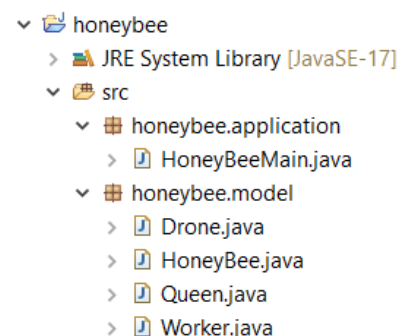 honeybee
JRE System Library [JavaSE-17]
src
honeybee.application
HoneyBeeMain.java
honeybee.model
Drone.java
HoneyBee.java
Queen.java
Worker.java